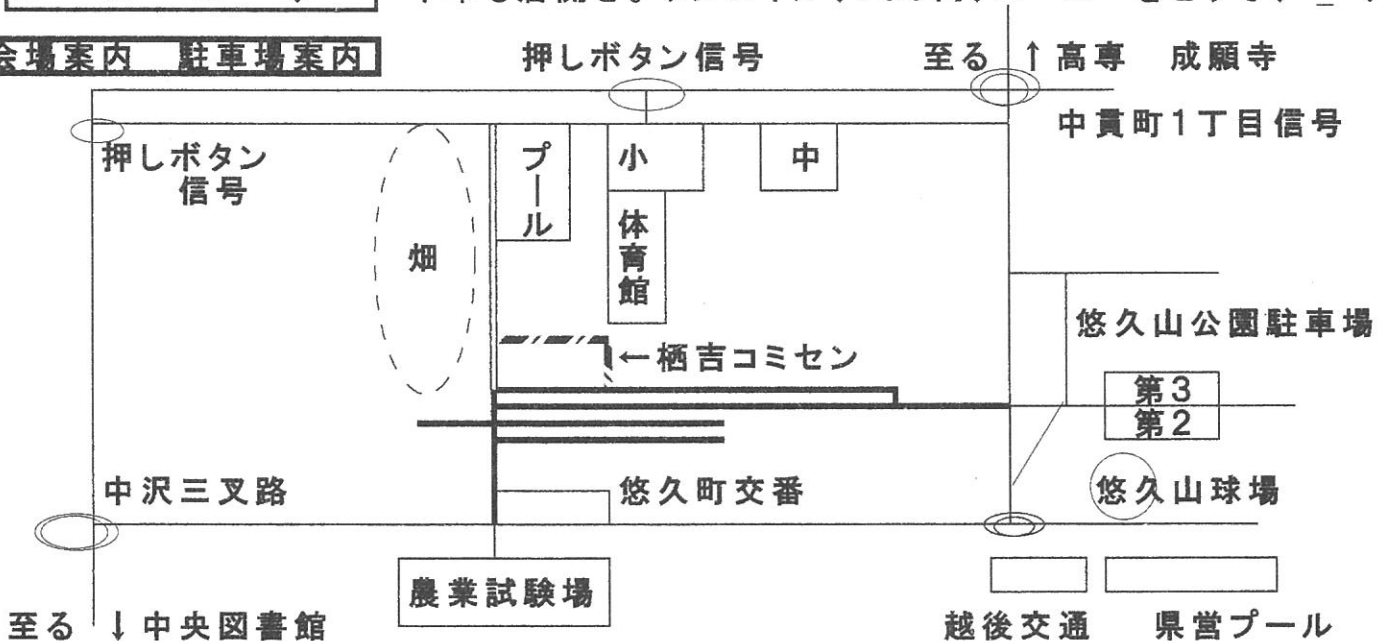 会場案内　駐車場案内
押しボタン信号
至る ↑高専　成願寺
中貫町1丁目信号
押しボタン
信号
プール
小
中
体育館
畑
←栖吉コミセン
悠久山公園駐車場
第3
第2
中沢三叉路
悠久町交番
悠久山球場
農業試験場
至る ↓中央図書館
越後交通
県営プール